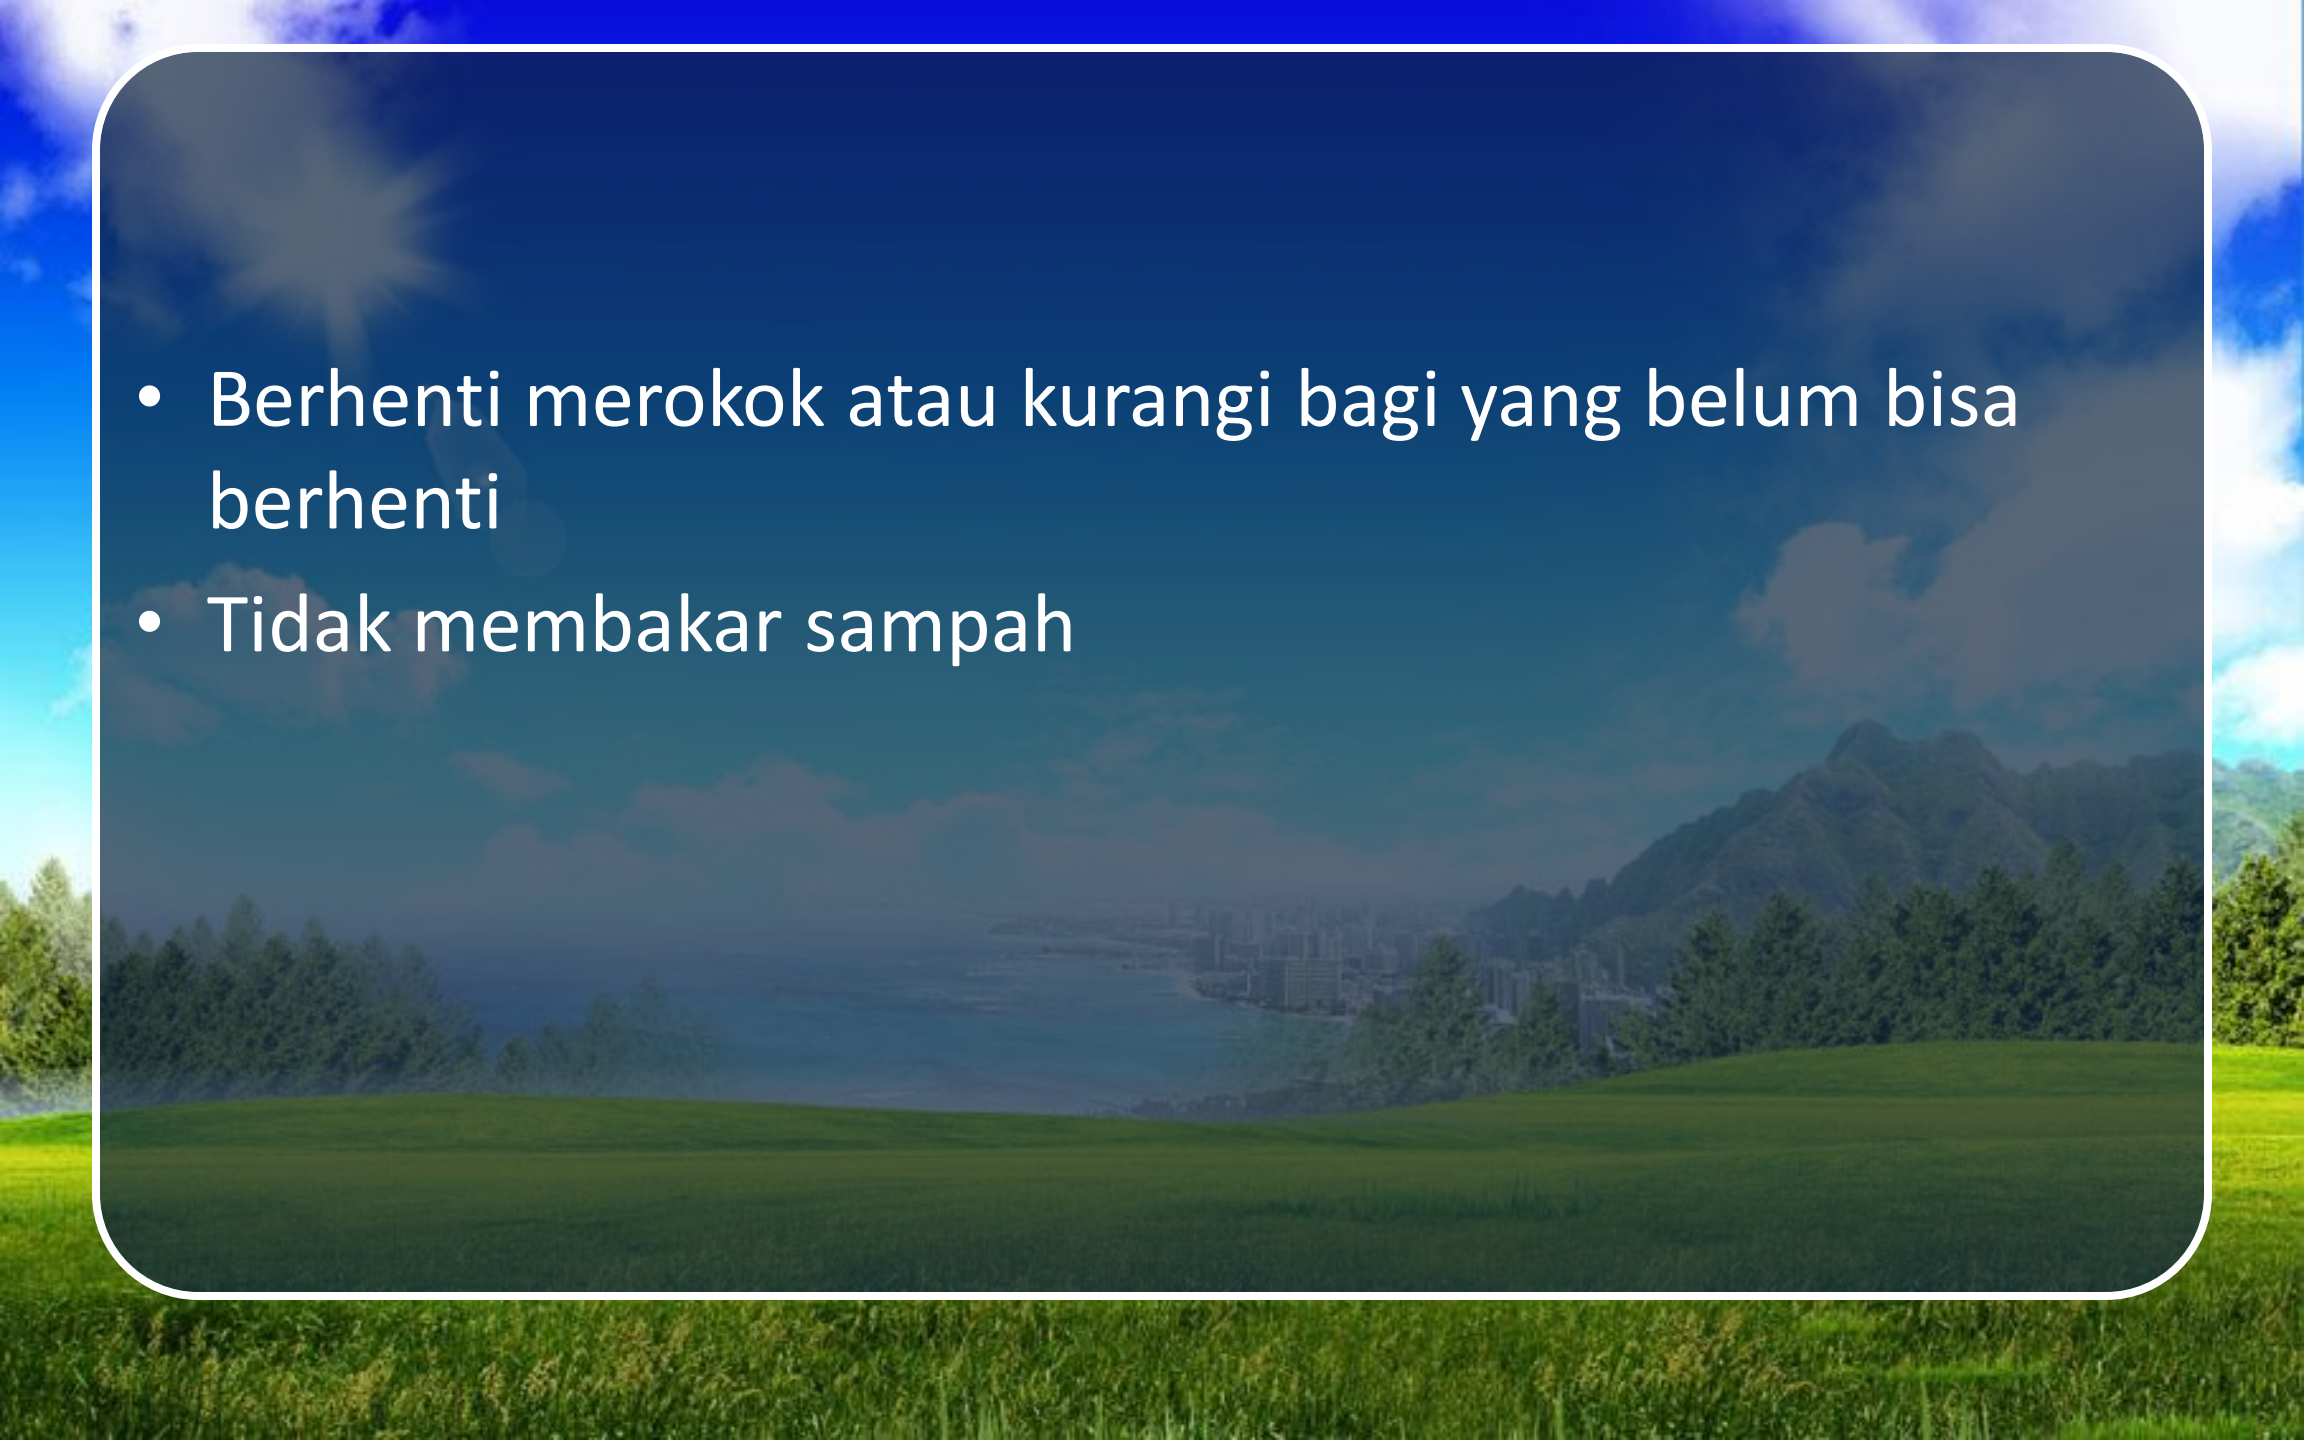 • Berhenti merokok atau kurangi bagi yang belum bisa
berhenti
• Tidak membakar sampah